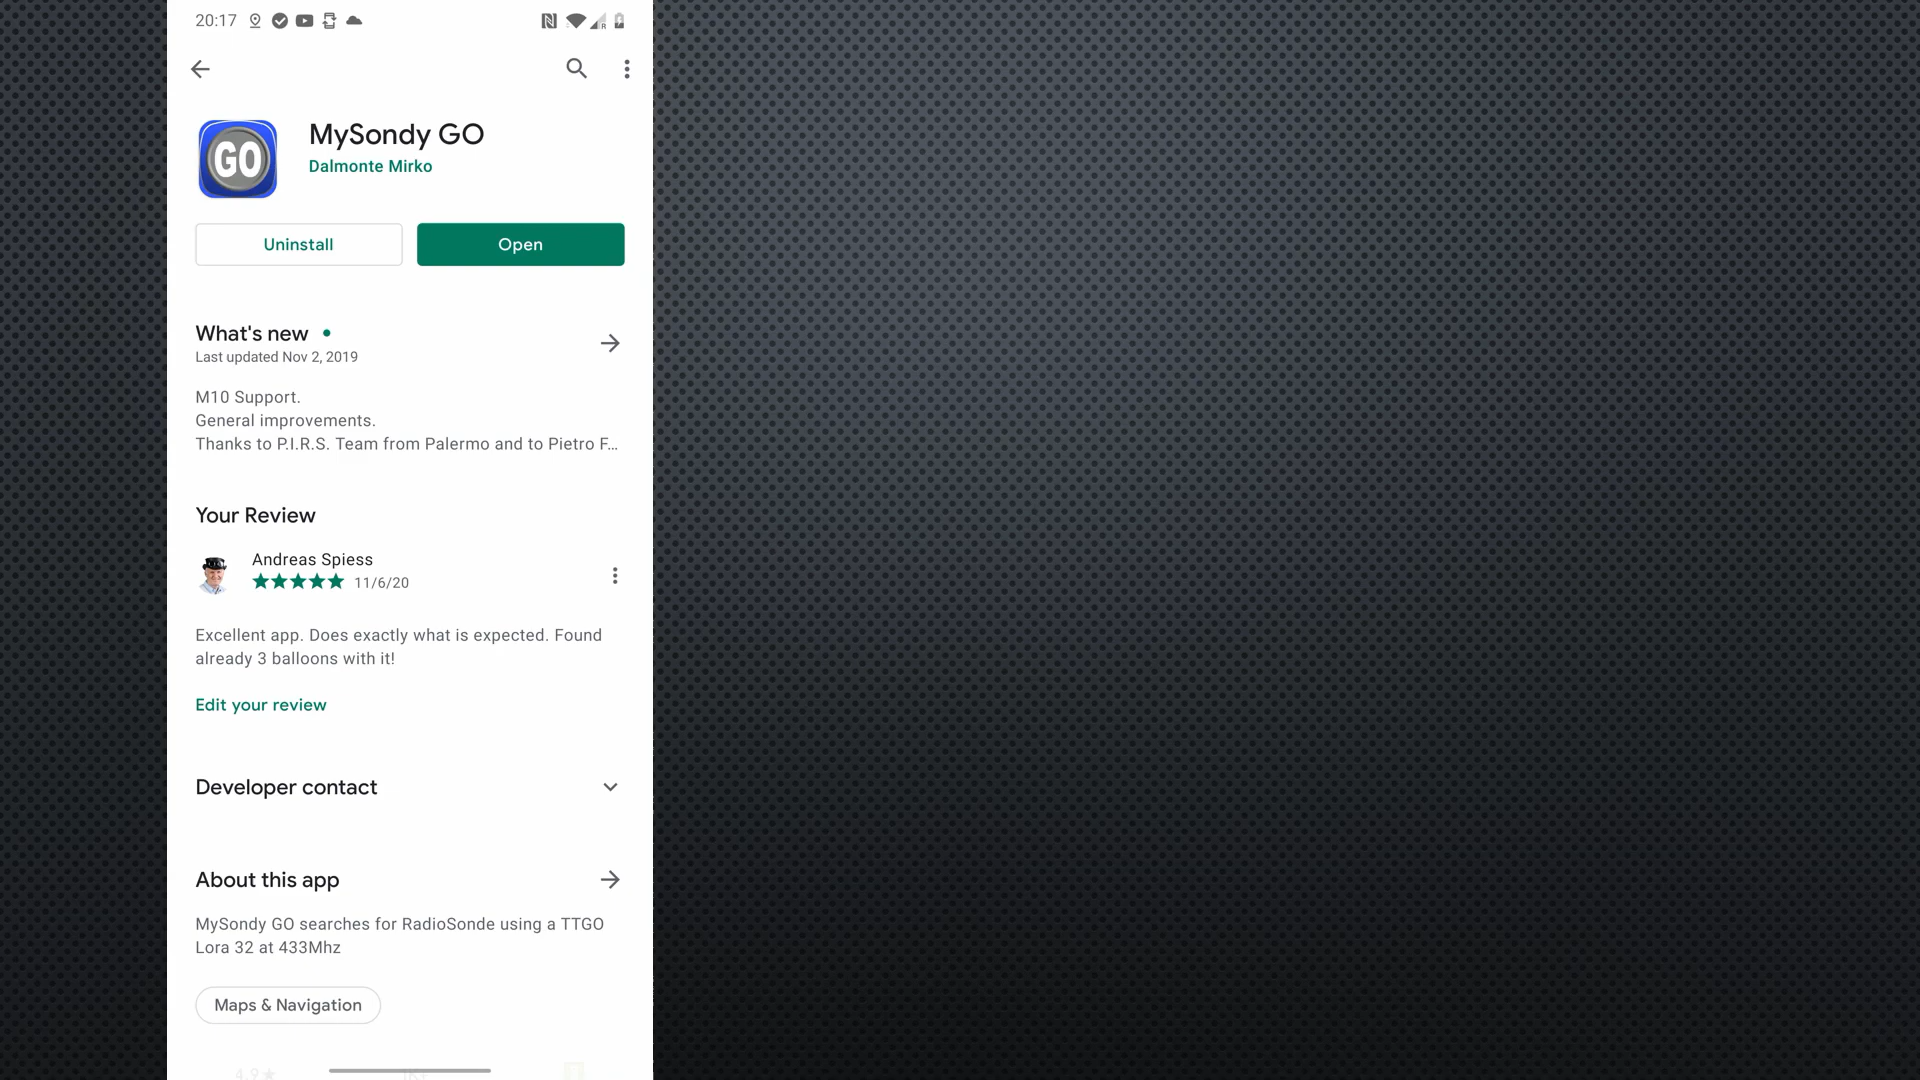 20:17
MySondy GO
GO
Dalmonte Mirko
Uninstall
Open
What's new
Last updated Nov 2, 2019
M10 Support.
General improvements.
Thanks to P.I.R.S. Team from Palermo and to Pietro F...
Your Review
Andreas Spiess
11/6/20
Excellent app. Does exactly what is expected. Found
already 3 balloons with it!
Edit your review
Developer contact
About this app
MySondy GO searches for RadioSonde using a TTGO
Lora 32 at 433Mhz
Maps & Navigation
4.9★